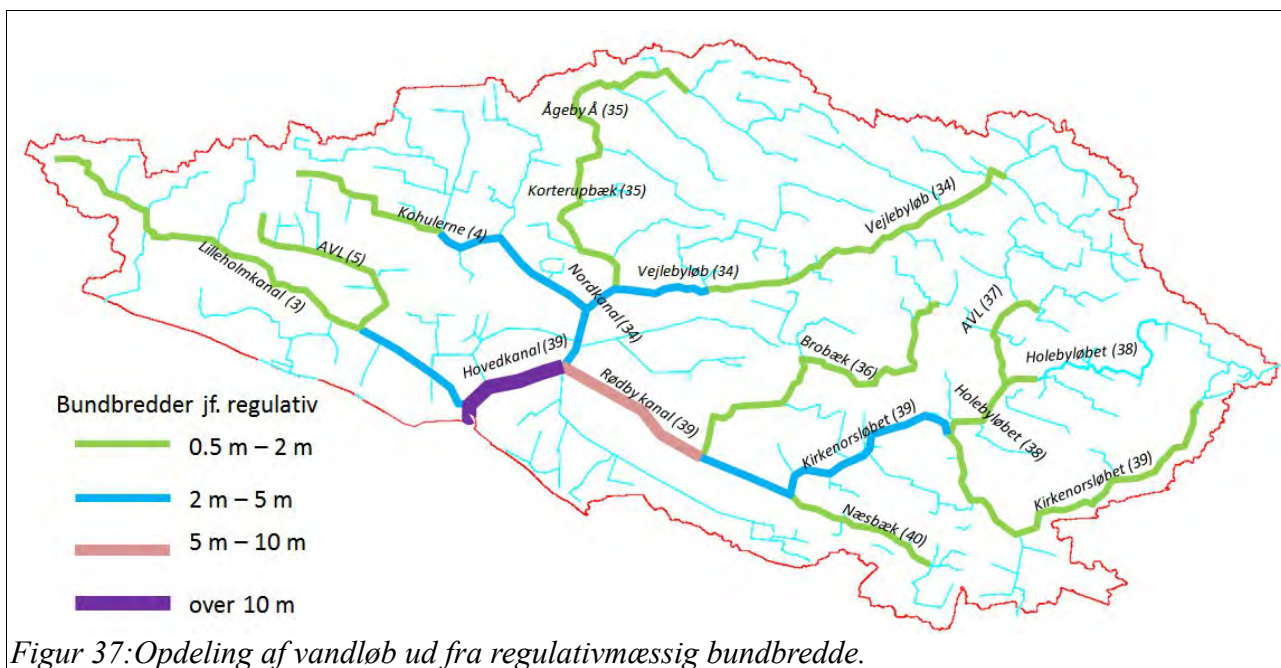 Ågeby Å (35)
Korterupbæk (35)
Vejlebyløb (34)
Kohulerne (4)
AVL (5)
Lilleholmkanal (3)
Vejlebyløb (34)
Nordkanal (34)
AVL (37)
Hovedkanal (39)
Brobæk (36)
Holebyløbet (38)
Rødbykanal (39)
Holebyløbet (38)
Kirkenorsløbet (39)
Kirkenorsløbet (39)
Næsbæk (40)
Bundbredder jf. regulativ
0.5 m – 2 m
2 m – 5 m
5 m – 10 m
over 10 m
Figur 37:Opdeling af vandløb ud fra regulativmæssig bundbredde.